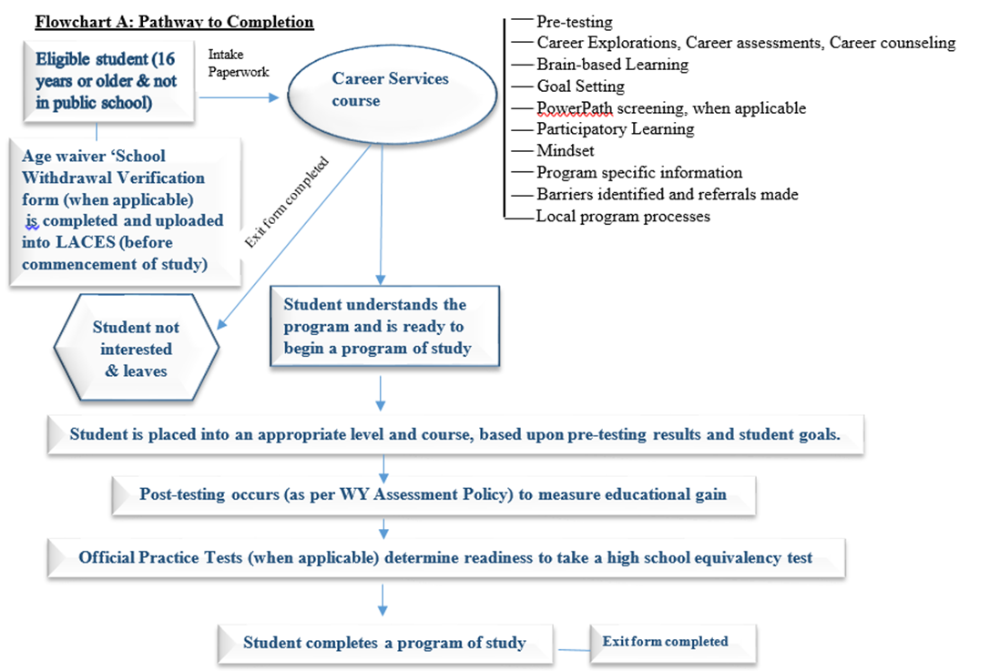 Flowchart A: Pathway to Completion
Eligible student (16
years or older & not
in public school)
Intake
Paperwork
Career Services
course
Pre-testing
Career Explorations, Career assessments, Career counseling
Brain-based Learning
Goal Setting
PowerPath screening, when applicable
Participatory Learning
Mindset
Program specific information
Barriers identified and referrals made
Local program processes
Age waiver ‘School
Withdrawal Verification
form (when applicable)
is completed and uploaded
into LACES (before
commencement of study)
Exit form completed
Student not
interested
& leaves
Student understands the
program and is ready to
begin a program of study
Student is placed into an appropriate level and course, based upon pre-testing results and student goals.
Post-testing occurs (as per WY Assessment Policy) to measure educational gain
Official Practice Tests (when applicable) determine readiness to take a high school equivalency test
Student completes a program of study
Exit form completed